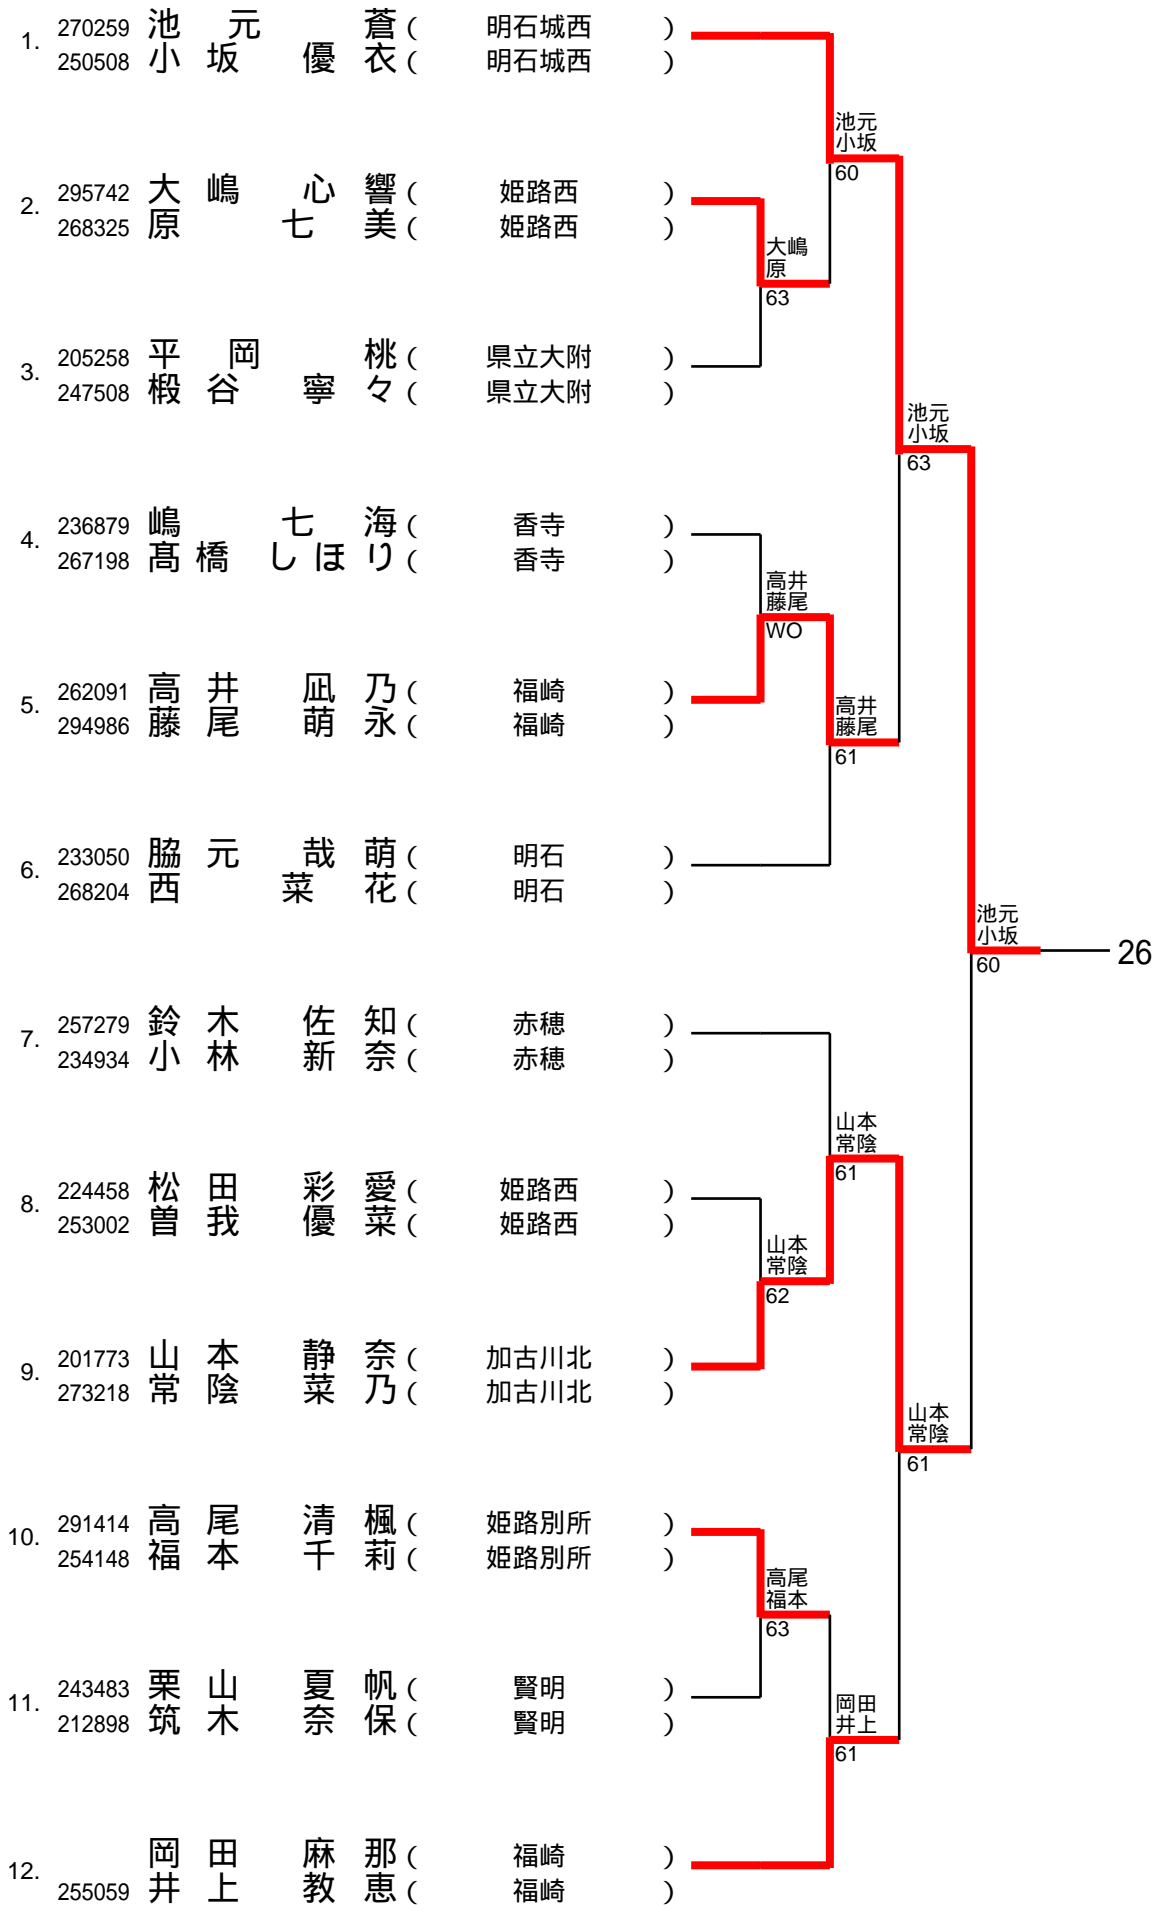 1. 270259 池元 蒼 ( 明石城西 )
250508 小坂 優衣 ( 明石城西 )
池元
小坂
60
2. 295742 大嶋 心響 ( 姫路西 )
268325 原 七美 ( 姫路西 )
大嶋
原
63
3. 205258 平岡 桃 ( 県立大附 )
247508 椴谷 寧々 ( 県立大附 )
池元
小坂
63
4. 236879 嶋 七海 ( 香寺 )
267198 髙橋 しほり ( 香寺 )
高井
藤尾
WO
5. 262091 高井 凪乃 ( 福崎 )
294986 藤尾 萌永 ( 福崎 )
高井
藤尾
61
6. 233050 脇元 哉萌 ( 明石 )
268204 西 菜花 ( 明石 )
池元
小坂
60
26
7. 257279 鈴木 佐知 ( 赤穂 )
234934 小林 新奈 ( 赤穂 )
山本
常陰
61
8. 224458 松田 彩愛 ( 姫路西 )
253002 曽我 優菜 ( 姫路西 )
山本
常陰
62
9. 201773 山本 静奈 ( 加古川北 )
273218 常陰 菜乃 ( 加古川北 )
山本
常陰
61
10. 291414 高尾 清楓 ( 姫路別所 )
254148 福本 千莉 ( 姫路別所 )
高尾
福本
63
11. 243483 栗山 夏帆 ( 賢明 )
212898 筑木 奈保 ( 賢明 )
岡田
井上
61
12. 岡田 麻那 ( 福崎 )
255059 井上 教恵 ( 福崎 )